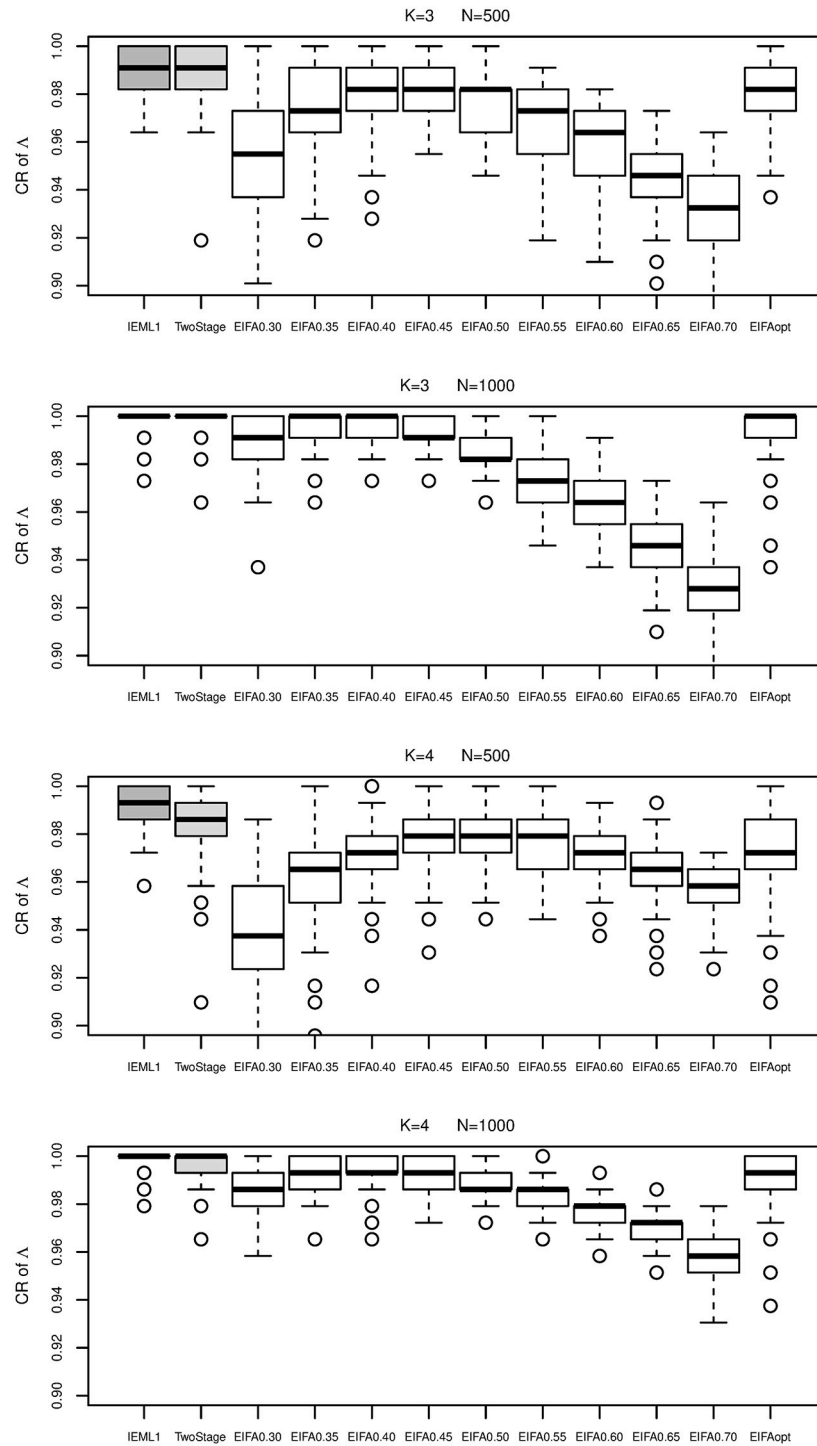 K=3 N=500
CR of Λ
1.00
0.98
0.96
0.94
0.92
0.90
IEML1 TwoStage EIFA0.30 EIFA0.35 EIFA0.40 EIFA0.45 EIFA0.50 EIFA0.55 EIFA0.60 EIFA0.65 EIFA0.70 EIFAopt
K=3 N=1000
CR of Λ
1.00
0.98
0.96
0.94
0.92
0.90
IEML1 TwoStage EIFA0.30 EIFA0.35 EIFA0.40 EIFA0.45 EIFA0.50 EIFA0.55 EIFA0.60 EIFA0.65 EIFA0.70 EIFAopt
K=4 N=500
CR of Λ
1.00
0.98
0.96
0.94
0.92
0.90
IEML1 TwoStage EIFA0.30 EIFA0.35 EIFA0.40 EIFA0.45 EIFA0.50 EIFA0.55 EIFA0.60 EIFA0.65 EIFA0.70 EIFAopt
K=4 N=1000
CR of Λ
1.00
0.98
0.96
0.94
0.92
0.90
IEML1 TwoStage EIFA0.30 EIFA0.35 EIFA0.40 EIFA0.45 EIFA0.50 EIFA0.55 EIFA0.60 EIFA0.65 EIFA0.70 EIFAopt